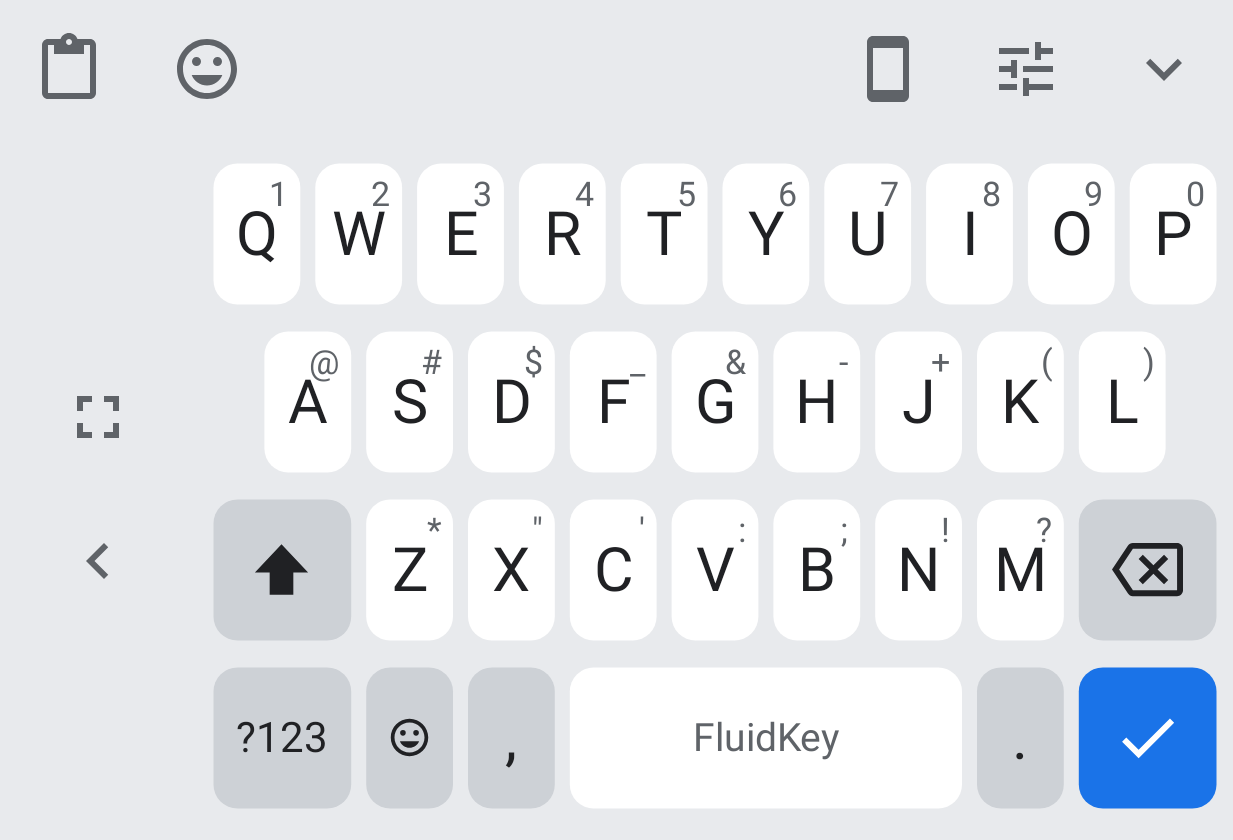 1 2 3 4 5 6 7 8 9 0
Q W E R T Y U I O P
@ # $ _ & - + ( )
A S D F G H J K L
* " ' : ; ! ?
Z X C V B N M
?123 , FluidKey .